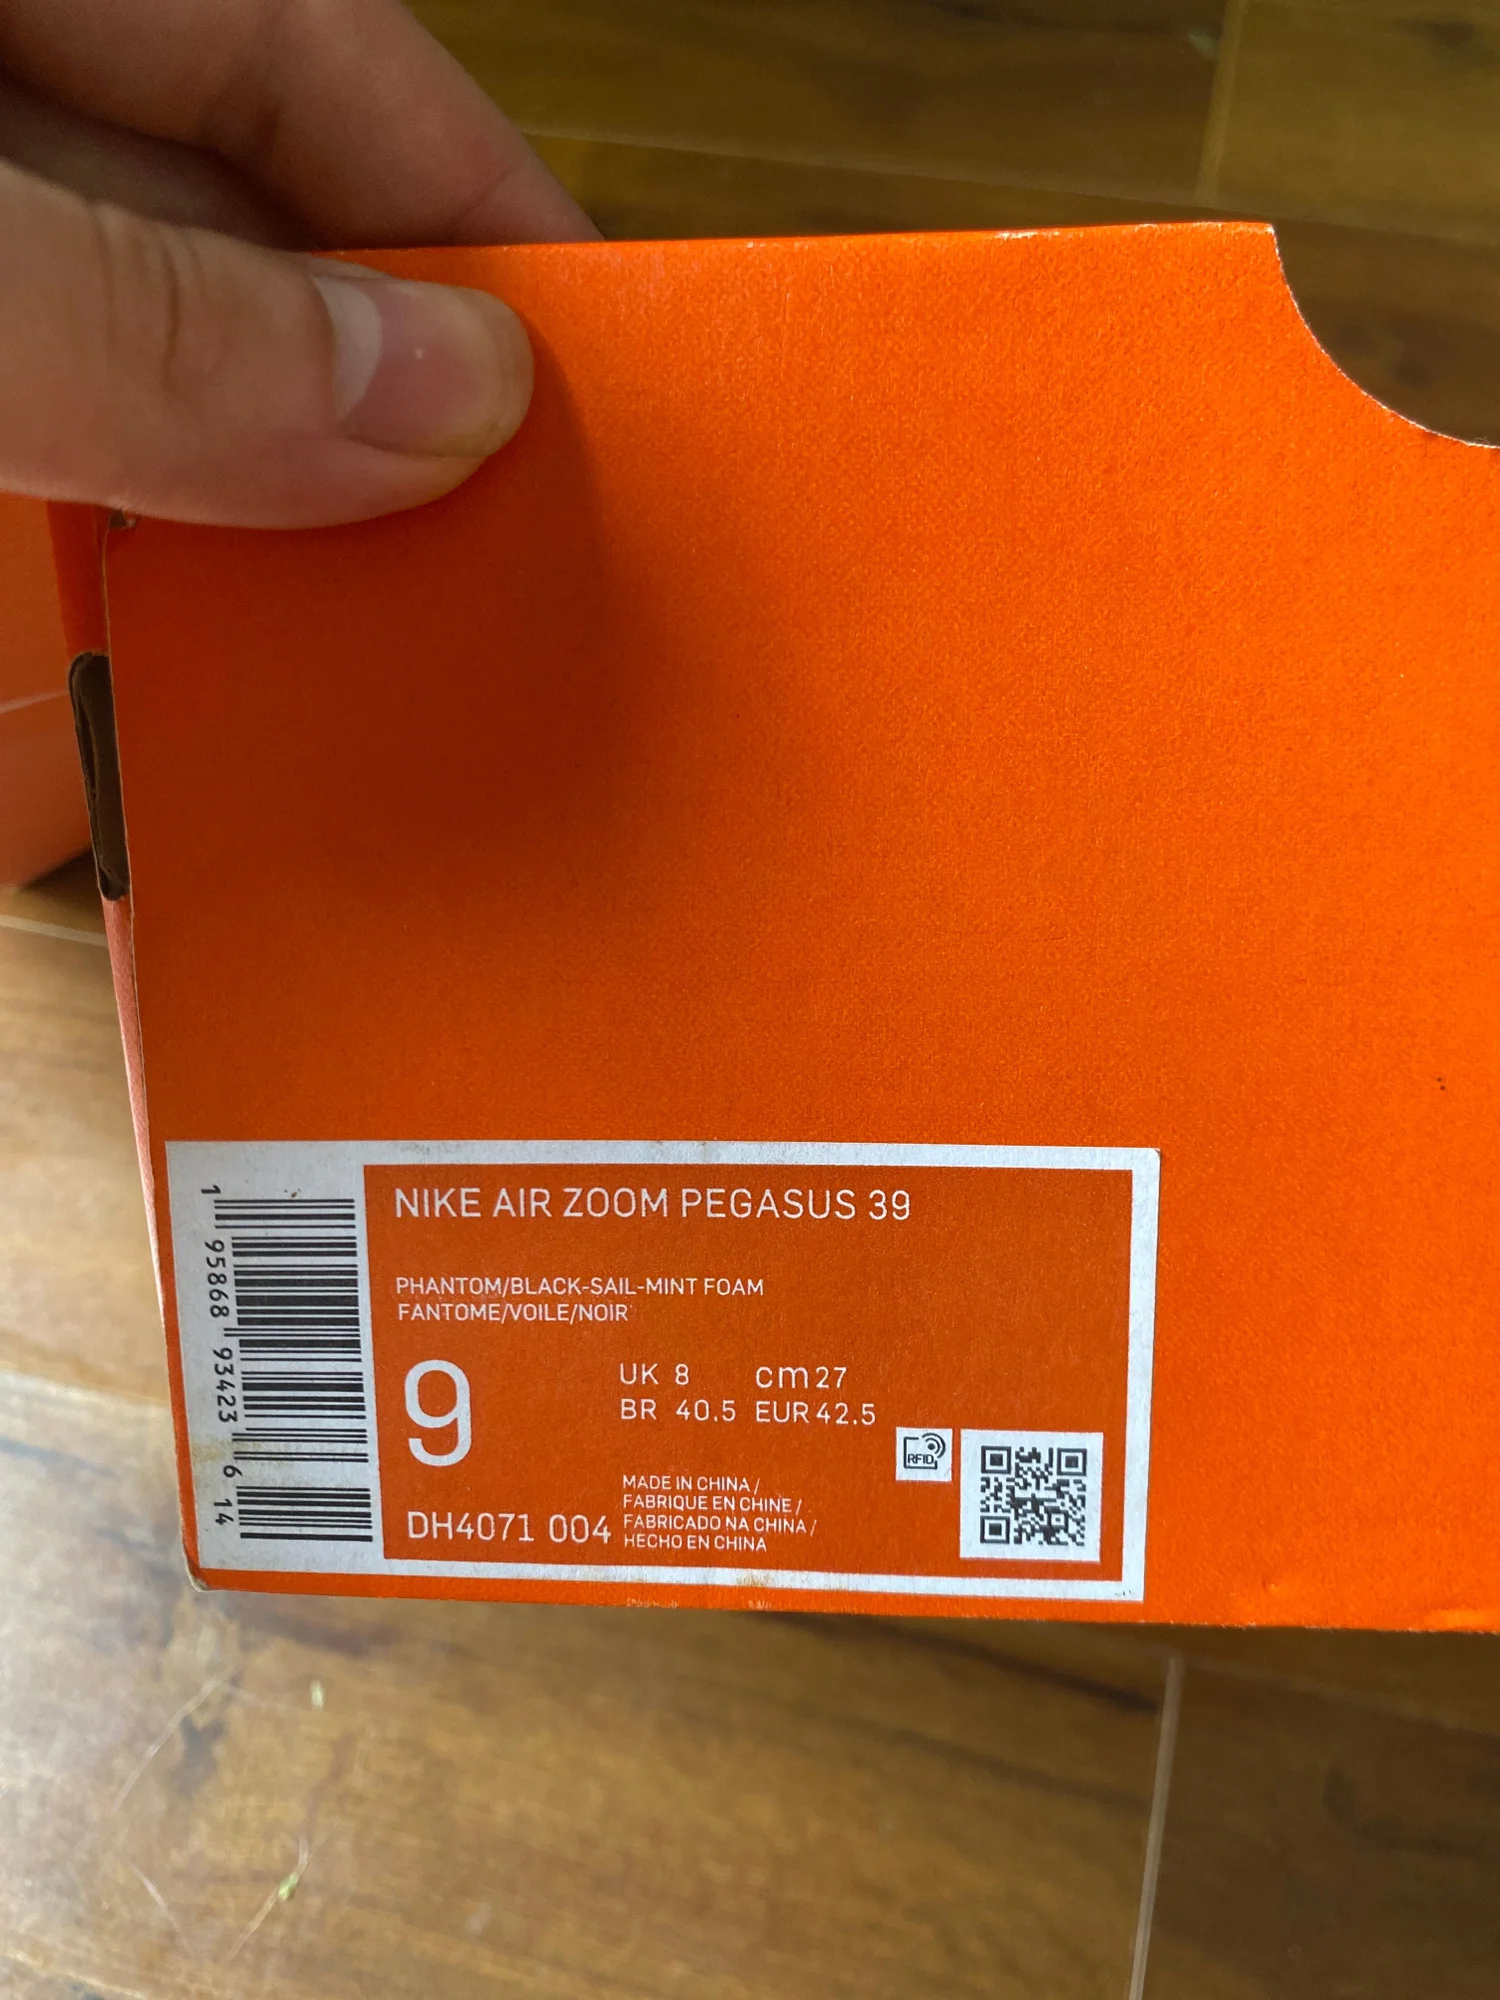 NIKE AIR ZOOM PEGASUS 39
PHANTOM/BLACK-SAIL-MINT FOAM
FANTOME/VOILE/NOIR
9
UK 8 cm 27
BR 40.5 EUR 42.5
RFID
MADE IN CHINA /
FABRIQUE EN CHINE /
FABRICADO NA CHINA /
HECHO EN CHINA
DH4071 004
1 95868 93423 6 14